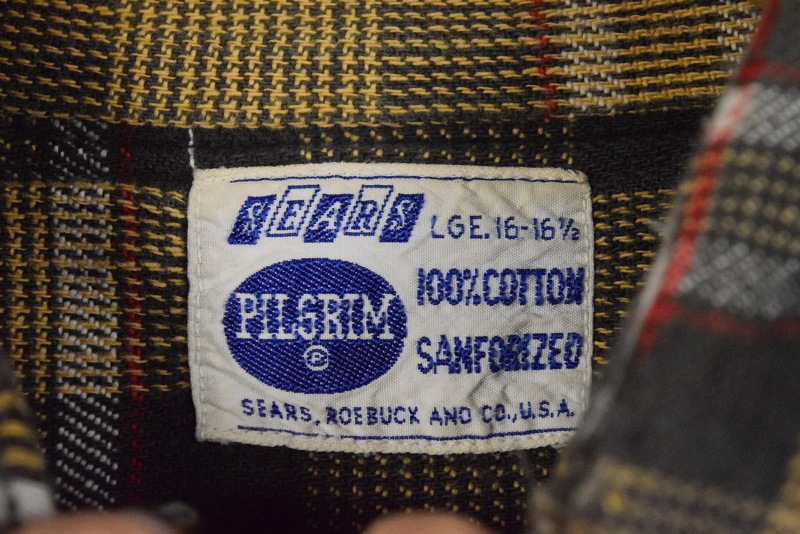 SEARS LGE. 16-16½
PILGRIM
®
100% COTTON
SANFORIZED
SEARS, ROEBUCK AND CO., U.S.A.